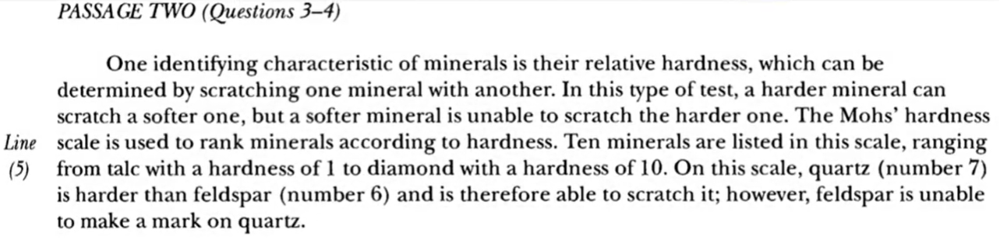 PASSAGE TWO (Questions 3–4)
One identifying characteristic of minerals is their relative hardness, which can be
determined by scratching one mineral with another. In this type of test, a harder mineral can
scratch a softer one, but a softer mineral is unable to scratch the harder one. The Mohs’ hardness
Line scale is used to rank minerals according to hardness. Ten minerals are listed in this scale, ranging
(5) from talc with a hardness of 1 to diamond with a hardness of 10. On this scale, quartz (number 7)
is harder than feldspar (number 6) and is therefore able to scratch it; however, feldspar is unable
to make a mark on quartz.